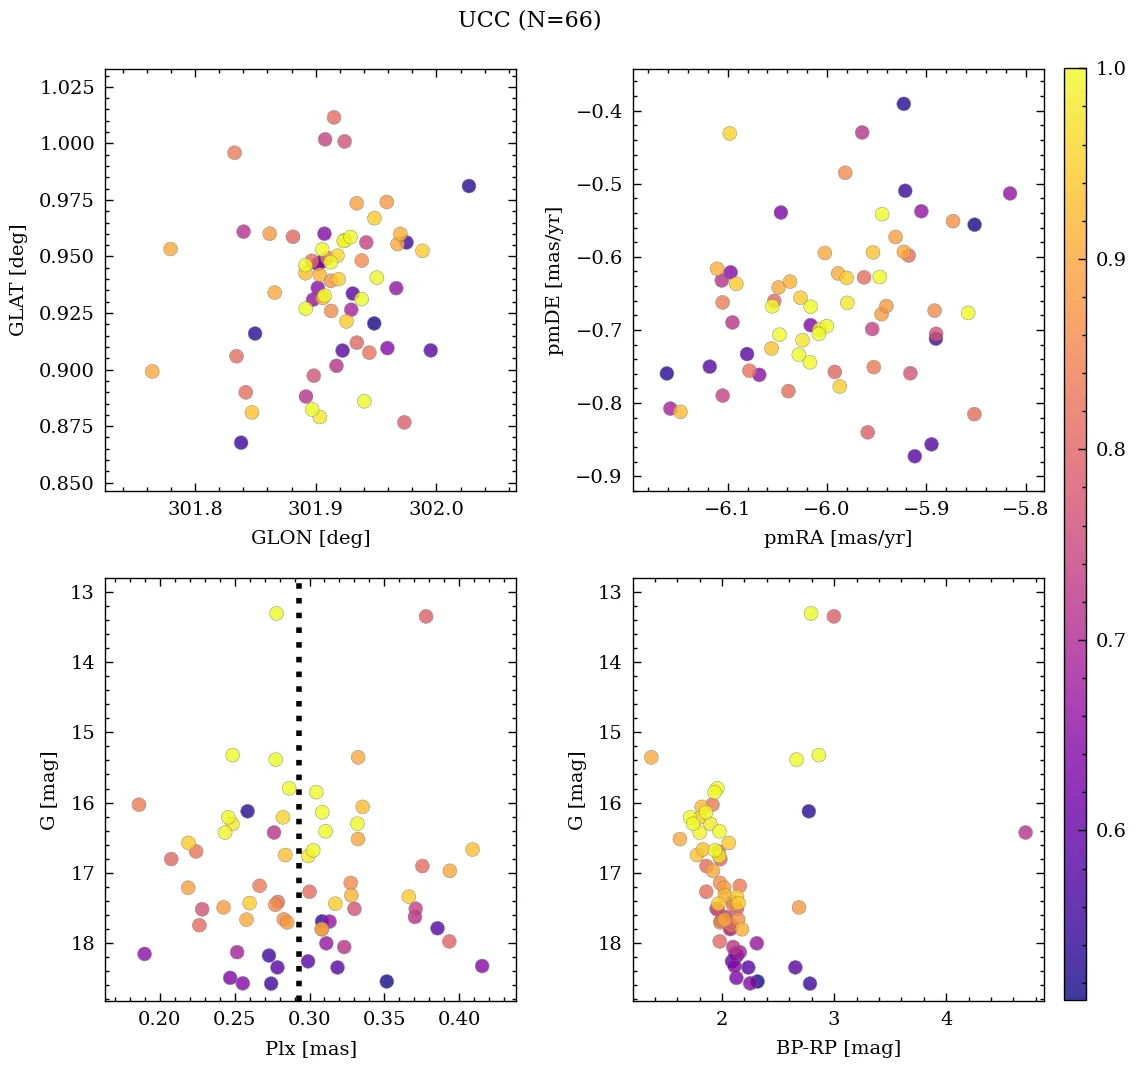 UCC (N=66)
1.025
1.000
0.975
0.950
0.925
0.900
0.875
0.850
GLAT [deg]
301.8 301.9 302.0
GLON [deg]
−0.4
−0.5
−0.6
−0.7
−0.8
−0.9
pmDE [mas/yr]
−6.1 −6.0 −5.9 −5.8
pmRA [mas/yr]
13
14
15
16
17
18
G [mag]
0.20 0.25 0.30 0.35 0.40
Plx [mas]
13
14
15
16
17
18
G [mag]
2 3 4
BP-RP [mag]
1.0
0.9
0.8
0.7
0.6